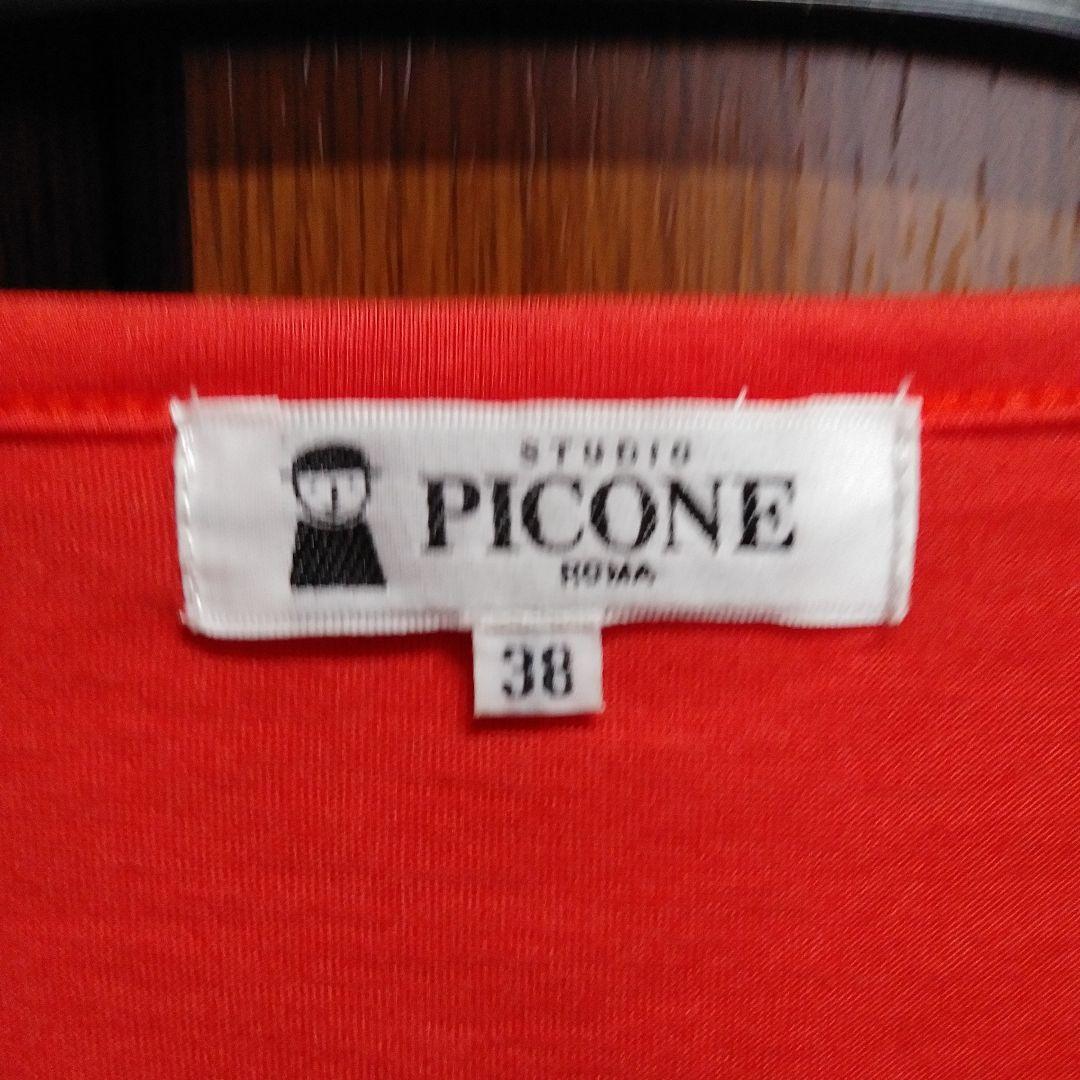 STUDIO
PICONE
ROMA
38